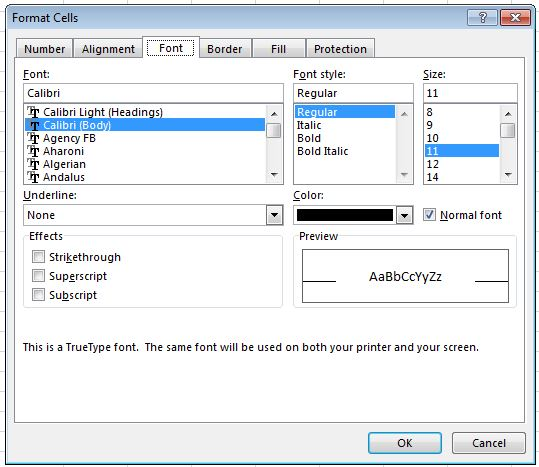 Format Cells
Number Alignment Font Border Fill Protection
Font: Font style: Size:
Calibri Regular 11
Calibri Light (Headings) Regular 8
Calibri (Body) Italic 9
Agency FB Bold 10
Aharoni Bold Italic 11
Algerian 12
Andalus 14
Underline: Color:
None Normal font
Effects Preview
Strikethrough
Superscript AaBbCcYyZz
Subscript
This is a TrueType font.  The same font will be used on both your printer and your screen.
OK Cancel